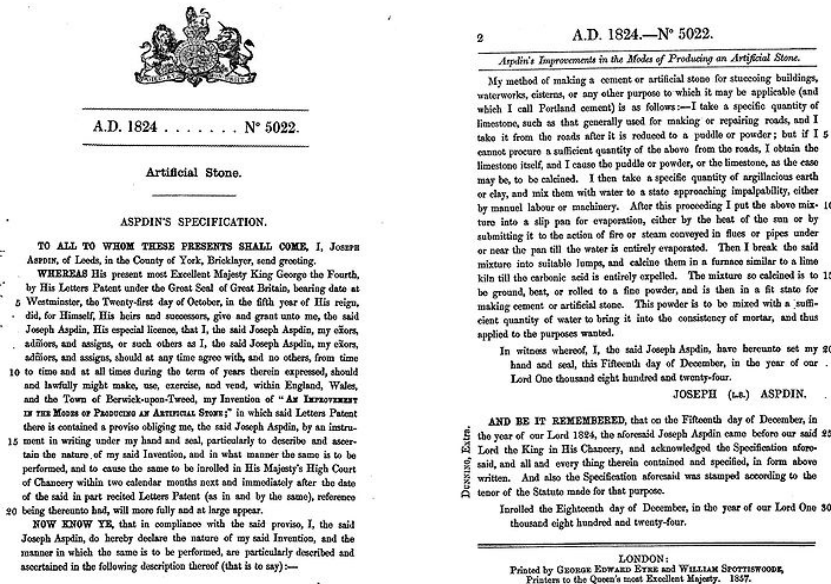 A.D. 1824 . . . . . . . N° 5022.
Artificial Stone.
ASPDIN'S SPECIFICATION.
TO ALL TO WHOM THESE PRESENTS SHALL COME, I, JOSEPH
ASPDIN, of Leeds, in the County of York, Bricklayer, send greeting.
WHEREAS His present most Excellent Majesty King George the Fourth,
by His Letters Patent under the Great Seal of Great Britain, bearing date at
5 Westminster, the Twenty-first day of October, in the fifth year of His reign,
did, for Himself, His heirs and successors, give and grant unto me, the said
Joseph Aspdin, His especial licence, that I, the said Joseph Aspdin, my exors,
adm̃ors, and assigns, or such others as I, the said Joseph Aspdin, my exors,
adm̃ors, and assigns, should at any time agree with, and no others, from time
10 to time and at all times during the term of years therein expressed, should
and lawfully might make, use, exercise, and vend, within England, Wales,
and the Town of Berwick-upon-Tweed, my Invention of "AN IMPROVEMENT
IN THE MODES OF PRODUCING AN ARTIFICIAL STONE;" in which said Letters Patent
there is contained a proviso obliging me, the said Joseph Aspdin, by an instru-
15 ment in writing under my hand and seal, particularly to describe and ascer-
tain the nature of my said Invention, and in what manner the same is to be
performed, and to cause the same to be inrolled in His Majesty's High Court
of Chancery within two calendar months next and immediately after the date
of the said in part recited Letters Patent (as in and by the same), reference
20 being thereunto had, will more fully and at large appear.
NOW KNOW YE, that in compliance with the said proviso, I, the said
Joseph Aspdin, do hereby declare the nature of my said Invention, and the
manner in which the same is to be performed, are particularly described and
ascertained in the following description thereof (that is to say):—
2 A.D. 1824.—N° 5022.
Aspdin's Improvements in the Modes of Producing an Artificial Stone.
My method of making a cement or artificial stone for stuccoing buildings,
waterworks, cisterns, or any other purpose to which it may be applicable (and
which I call Portland cement) is as follows:—I take a specific quantity of
limestone, such as that generally used for making or repairing roads, and I
take it from the roads after it is reduced to a puddle or powder; but if I 5
cannot procure a sufficient quantity of the above from the roads, I obtain the
limestone itself, and I cause the puddle or powder, or the limestone, as the case
may be, to be calcined. I then take a specific quantity of argillacious earth
or clay, and mix them with water to a state approaching impalpability, either
by manuel labour or machinery. After this proceeding I put the above mix- 10
ture into a slip pan for evaporation, either by the heat of the sun or by
submitting it to the action of fire or steam conveyed in flues or pipes under
or near the pan till the water is entirely evaporated. Then I break the said
mixture into suitable lumps, and calcine them in a furnace similar to a lime
kiln till the carbonic acid is entirely expelled. The mixture so calcined is to 15
be ground, beat, or rolled to a fine powder, and is then in a fit state for
making cement or artificial stone. This powder is to be mixed with a suffi-
cient quantity of water to bring it into the consistency of mortar, and thus
applied to the purposes wanted.
In witness whereof, I, the said Joseph Aspdin, have hereunto set my 20
hand and seal, this Fifteenth day of December, in the year of our
Lord One thousand eight hundred and twenty-four.
JOSEPH (L.S.) ASPDIN.
AND BE IT REMEMBERED, that on the Fifteenth day of December, in
the year of our Lord 1824, the aforesaid Joseph Aspdin came before our said 25
Lord the King in His Chancery, and acknowledged the Specification afore-
said, and all and every thing therein contained and specified, in form above
written. And also the Specification aforesaid was stamped according to the
tenor of the Statute made for that purpose.
Inrolled the Eighteenth day of December, in the year of our Lord One 30
thousand eight hundred and twenty-four.
LONDON:
Printed by GEORGE EDWARD EYRE and WILLIAM SPOTTISWOODE,
Printers to the Queen's most Excellent Majesty. 1857.